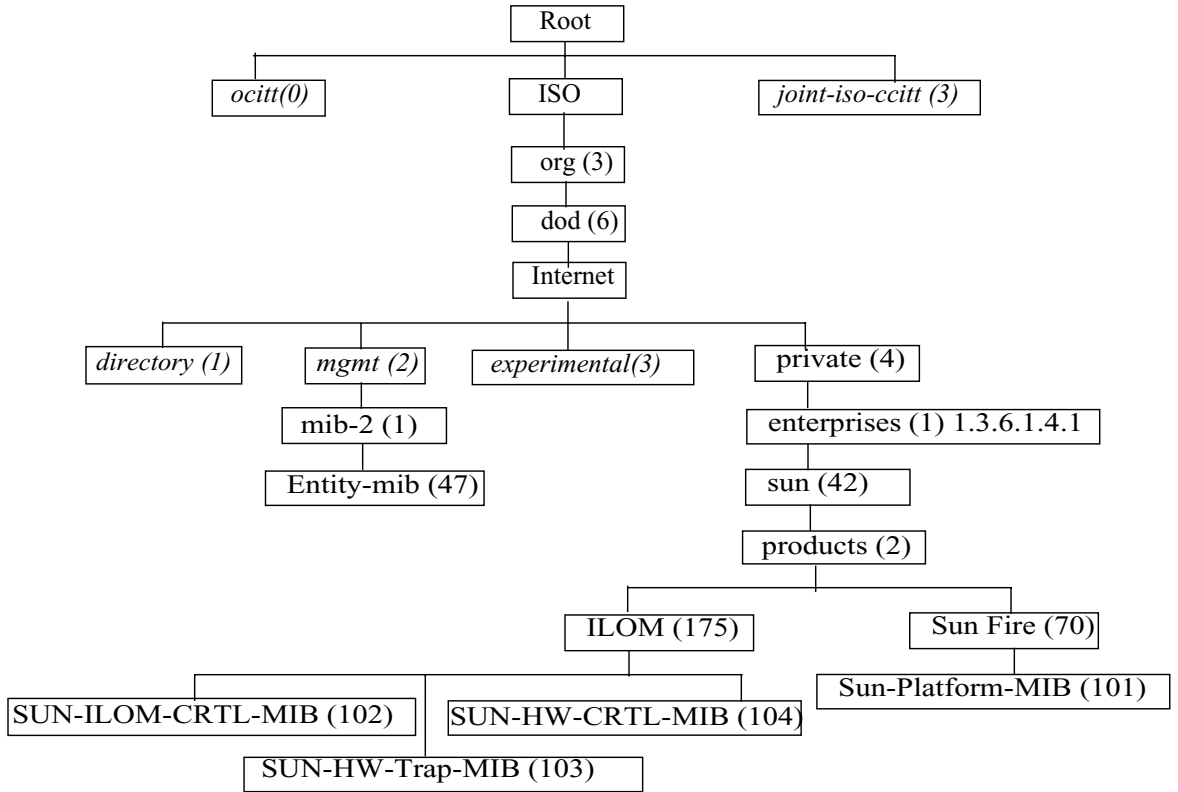 Root
ocitt(0)
ISO
joint-iso-ccitt (3)
org (3)
dod (6)
Internet
directory (1)
mgmt (2)
experimental(3)
private (4)
mib-2 (1)
enterprises (1) 1.3.6.1.4.1
Entity-mib (47)
sun (42)
products (2)
ILOM (175)
Sun Fire (70)
Sun-Platform-MIB (101)
SUN-ILOM-CRTL-MIB (102)
SUN-HW-CRTL-MIB (104)
SUN-HW-Trap-MIB (103)